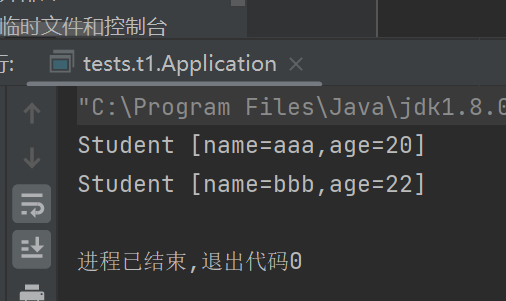 临时文件和控制台
行:
tests.t1.Application
"C:\Program Files\Java\jdk1.8.0
Student [name=aaa,age=20]
Student [name=bbb,age=22]
进程已结束,退出代码0